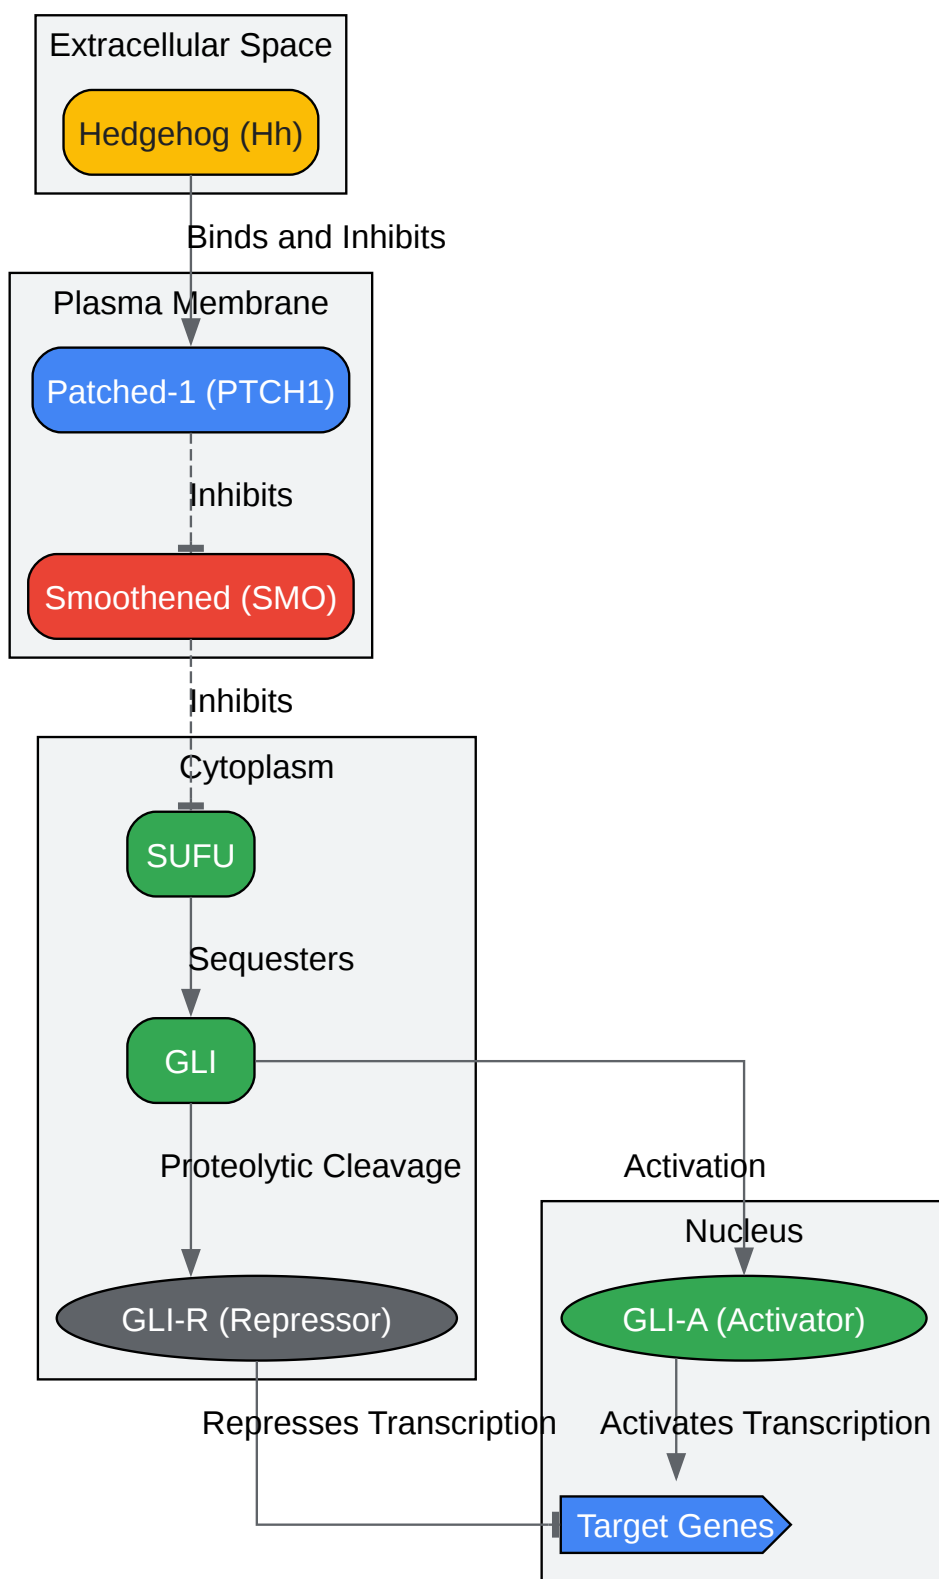 Extracellular Space
Hedgehog (Hh)
Binds and Inhibits
Plasma Membrane
Patched-1 (PTCH1)
Inhibits
Smoothened (SMO)
Inhibits
Cytoplasm
SUFU
Sequesters
GLI
Proteolytic Cleavage
Activation
Nucleus
GLI-R (Repressor)
GLI-A (Activator)
Represses Transcription
Activates Transcription
Target Genes